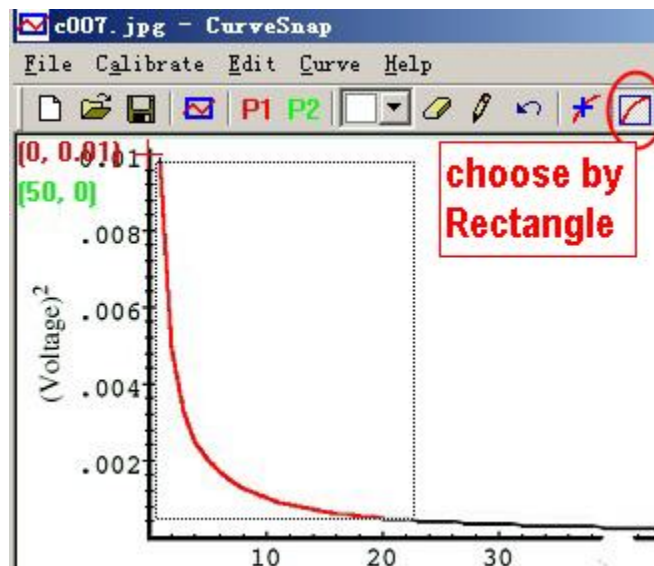 c007.jpg - CurveSnap
File Calibrate Edit Curve Help
P1 P2
(0, 0.01)
0.01
(50, 0)
choose by
Rectangle
.008
.006
.004
.002
(Voltage)2
10 20 30